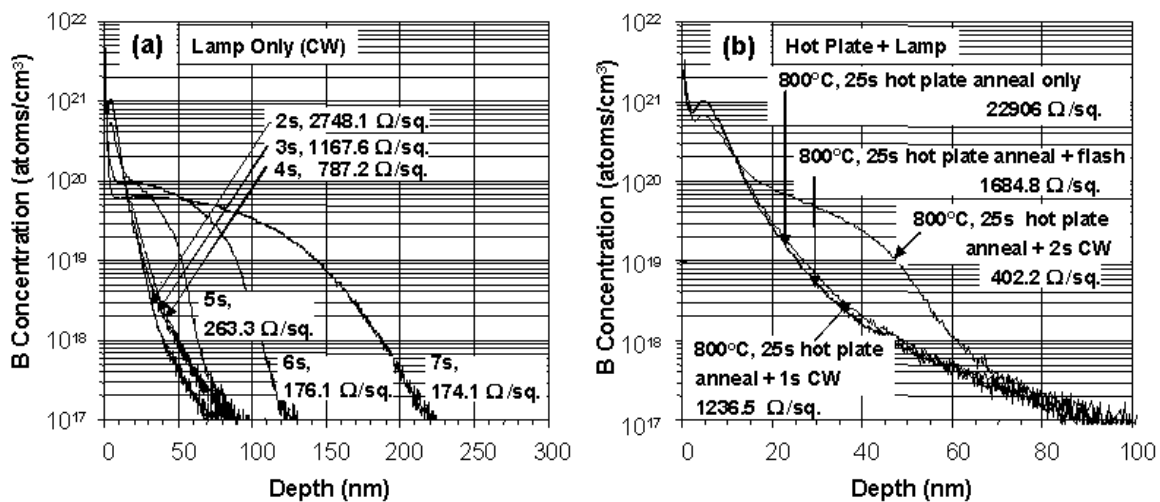 10²²
10²¹
10²⁰
10¹⁹
10¹⁸
10¹⁷
B Concentration (atoms/cm³)
(a) Lamp Only (CW)
2s, 2748.1 Ω/sq.
3s, 1167.6 Ω/sq.
4s, 787.2 Ω/sq.
5s,
263.3 Ω/sq.
6s,
176.1 Ω/sq.
7s,
174.1 Ω/sq.
0 50 100 150 200 250 300
Depth (nm)
10²²
10²¹
10²⁰
10¹⁹
10¹⁸
10¹⁷
B Concentration (atoms/cm³)
(b) Hot Plate + Lamp
800°C, 25s hot plate anneal only
22906 Ω/sq.
800°C, 25s hot plate anneal + flash
1684.8 Ω/sq.
800°C, 25s hot plate
anneal + 2s CW
402.2 Ω/sq.
800°C, 25s hot plate
anneal + 1s CW
1236.5 Ω/sq.
0 20 40 60 80 100
Depth (nm)